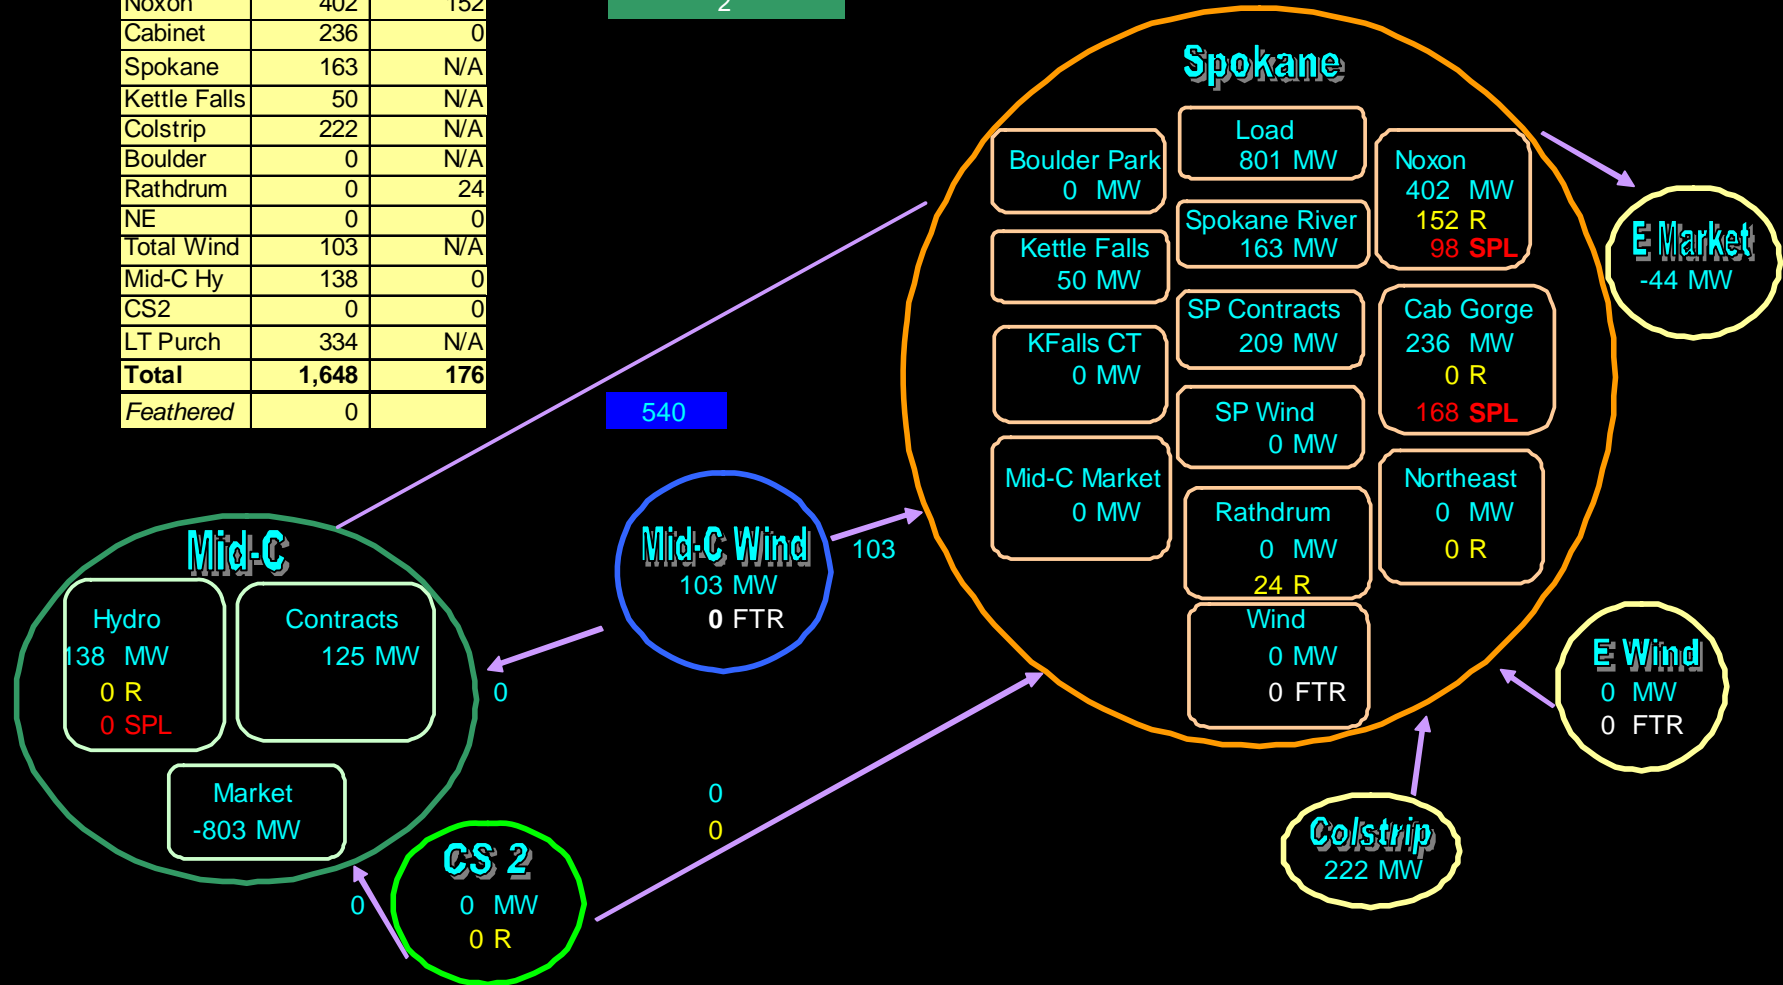 Noxon 402 152
2
Cabinet 236 0
Spokane 163 N/A
Kettle Falls 50 N/A
Colstrip 222 N/A
Boulder 0 N/A
Rathdrum 0 24
NE 0 0
Total Wind 103 N/A
Mid-C Hy 138 0
CS2 0 0
LT Purch 334 N/A
Total 1,648 176
Feathered 0
540
Spokane
Boulder Park
0 MW
Load
801 MW
Noxon
402 MW
152 R
98 SPL
Kettle Falls
50 MW
Spokane River
163 MW
KFalls CT
0 MW
SP Contracts
209 MW
Cab Gorge
236 MW
0 R
168 SPL
SP Wind
0 MW
Mid-C Market
0 MW
Rathdrum
0 MW
24 R
Northeast
0 MW
0 R
Wind
0 MW
0 FTR
E Market
-44 MW
Mid-C Wind
103 MW
0 FTR
103
0
Mid-C
Hydro
138 MW
0 R
0 SPL
Contracts
125 MW
Market
-803 MW
0
0
CS 2
0 MW
0 R
0
E Wind
0 MW
0 FTR
Colstrip
222 MW